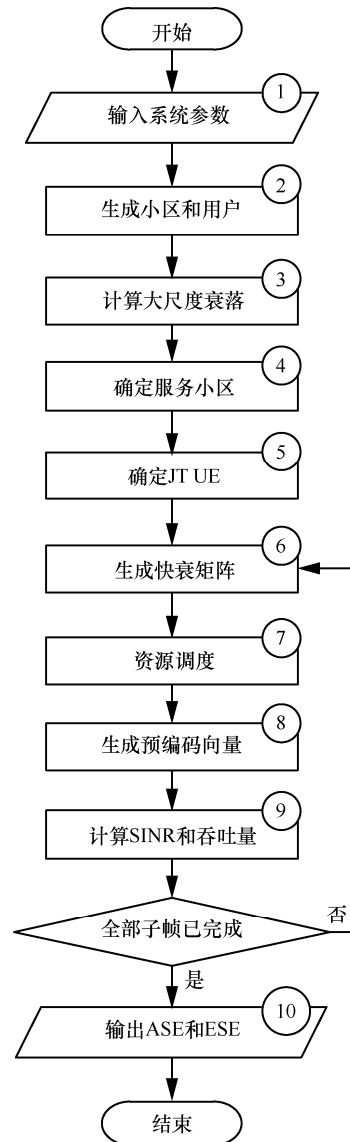 开始
1
输入系统参数
2
生成小区和用户
3
计算大尺度衰落
4
确定服务小区
5
确定JT UE
6
生成快衰矩阵
7
资源调度
8
生成预编码向量
9
计算SINR和吞吐量
全部子帧已完成
否
是
10
输出ASE和ESE
结束